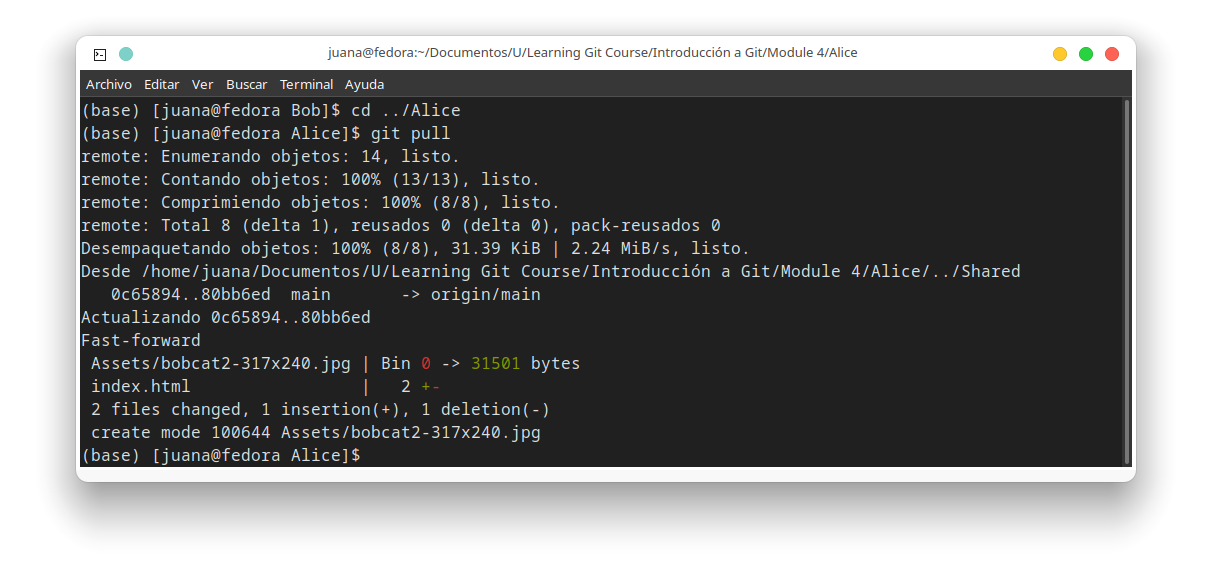 juana@fedora:~/Documentos/U/Learning Git Course/Introducción a Git/Module 4/Alice
Archivo Editar Ver Buscar Terminal Ayuda
(base) [juana@fedora Bob]$ cd ../Alice
(base) [juana@fedora Alice]$ git pull
remote: Enumerando objetos: 14, listo.
remote: Contando objetos: 100% (13/13), listo.
remote: Comprimiendo objetos: 100% (8/8), listo.
remote: Total 8 (delta 1), reusados 0 (delta 0), pack-reusados 0
Desempaquetando objetos: 100% (8/8), 31.39 KiB | 2.24 MiB/s, listo.
Desde /home/juana/Documentos/U/Learning Git Course/Introducción a Git/Module 4/Alice/../Shared
   0c65894..80bb6ed  main       -> origin/main
Actualizando 0c65894..80bb6ed
Fast-forward
 Assets/bobcat2-317x240.jpg | Bin 0 -> 31501 bytes
 index.html                 |   2 +-
 2 files changed, 1 insertion(+), 1 deletion(-)
 create mode 100644 Assets/bobcat2-317x240.jpg
(base) [juana@fedora Alice]$